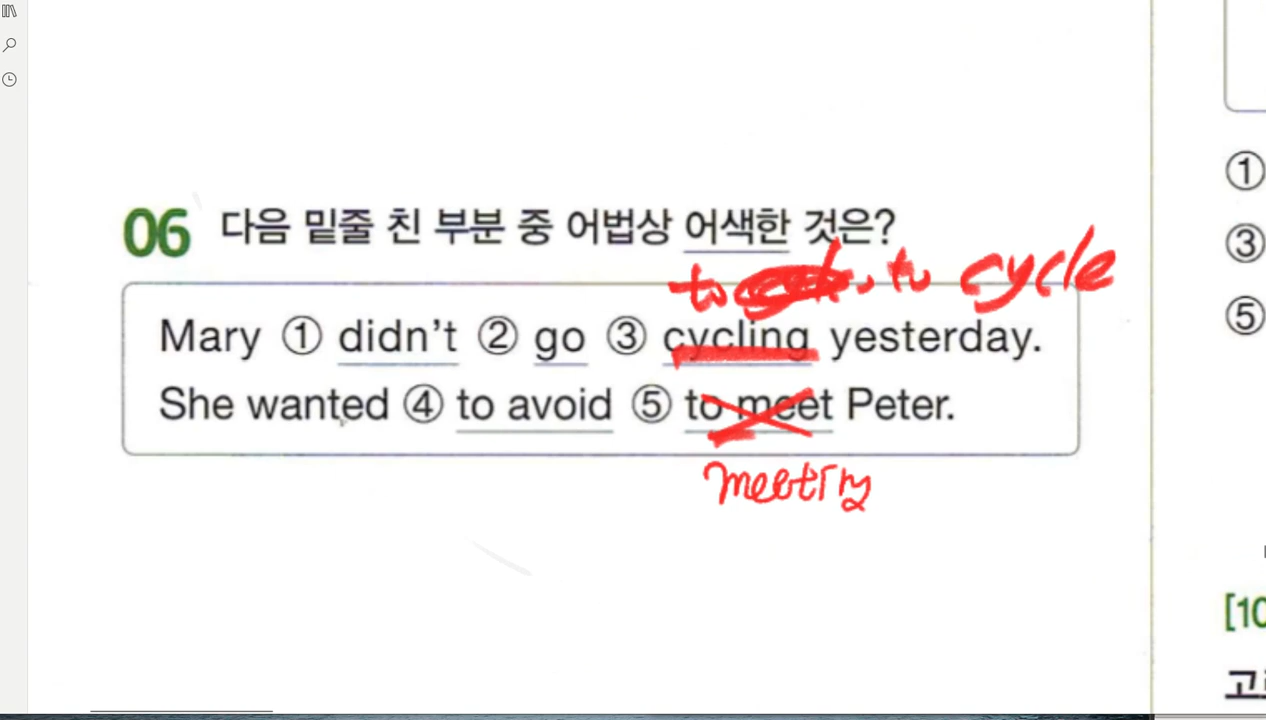 06 다음 밑줄 친 부분 중 어법상 어색한 것은?
to , to cycle
Mary ① didn't ② go ③ cycling yesterday.
She wanted ④ to avoid ⑤ to meet Peter.
meeting
①
③
⑤
[10